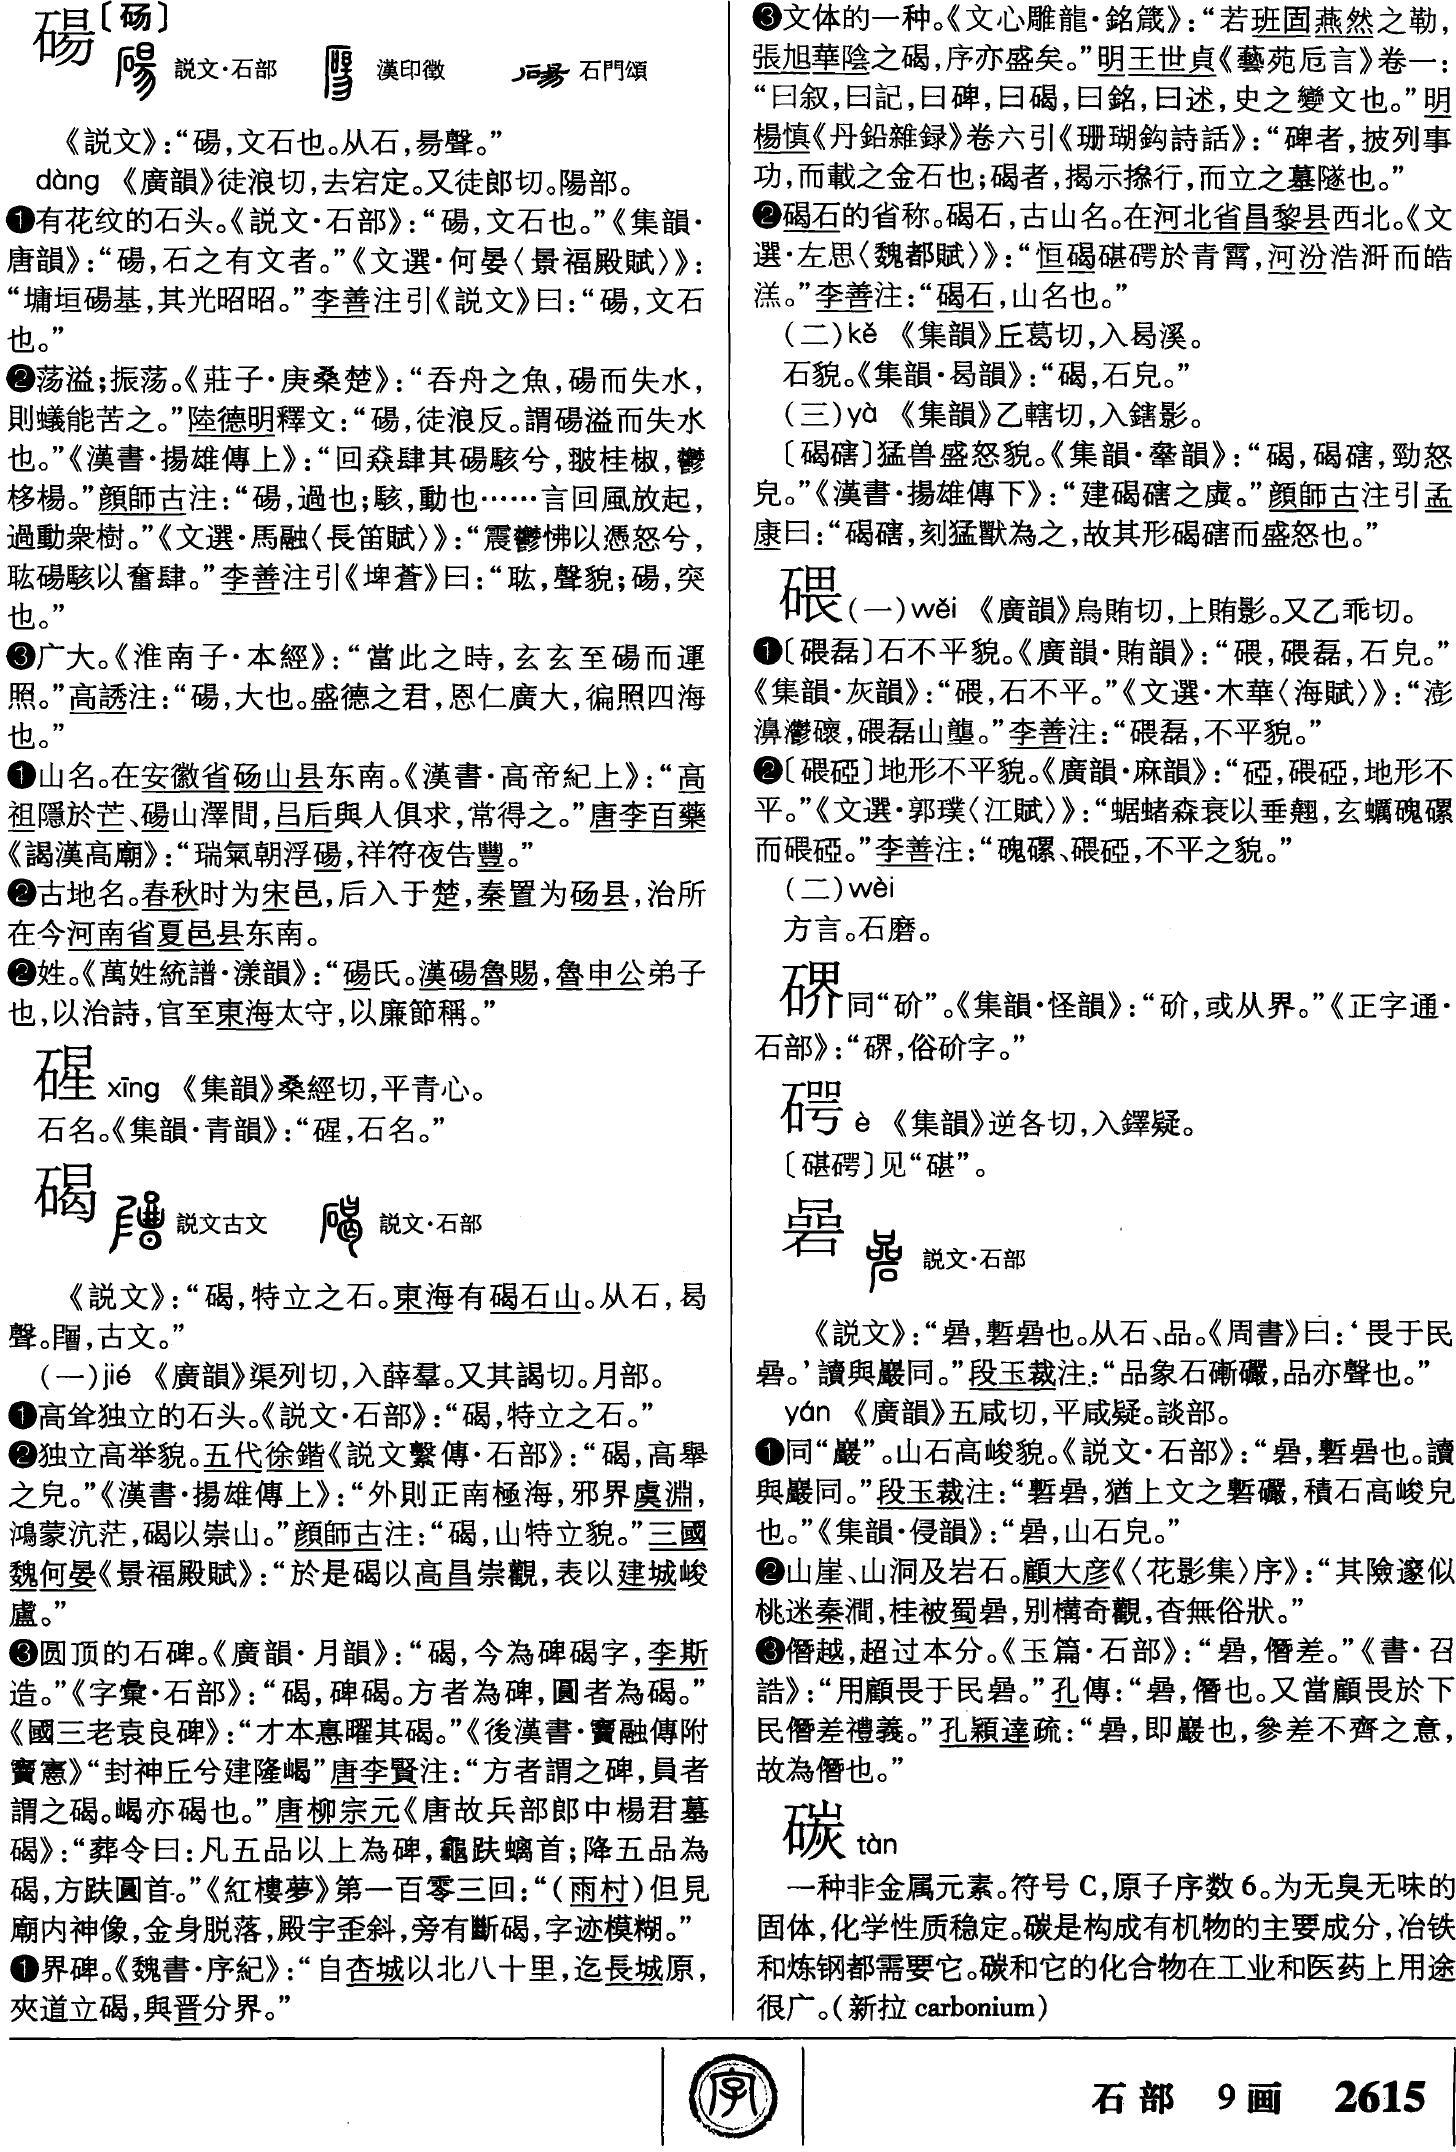 碭〔砀〕
説文·石部 漢印徵 石門頌
《説文》：“碭，文石也。从石，昜聲。”
dàng 《廣韻》徒浪切，去宕定。又徒郎切。陽部。
❶有花纹的石头。《説文·石部》：“碭，文石也。”《集韻·
唐韻》：“碭，石之有文者。”《文選·何晏〈景福殿賦〉》：
“墉垣碭基，其光昭昭。”李善注引《説文》曰：“碭，文石
也。”
❷荡溢；振荡。《莊子·庚桑楚》：“吞舟之魚，碭而失水，
則蟻能苦之。”陸德明釋文：“碭，徒浪反。謂碭溢而失水
也。”《漢書·揚雄傳上》：“回猋肆其碭駭兮，翍桂椒，鬱
栘楊。”顔師古注：“碭，過也；駭，動也……言回風放起，
過動衆樹。”《文選·馬融〈長笛賦〉》：“震鬱怫以憑怒兮，
耾碭駭以奮肆。”李善注引《埤蒼》曰：“耾，聲貌；碭，突
也。”
❸广大。《淮南子·本經》：“當此之時，玄玄至碭而運
照。”高誘注：“碭，大也。盛德之君，恩仁廣大，徧照四海
也。”
❶山名。在安徽省砀山县东南。《漢書·高帝紀上》：“高
祖隱於芒、碭山澤間，吕后與人俱求，常得之。”唐李百藥
《謁漢高廟》：“瑞氣朝浮碭，祥符夜告豐。”
❷古地名。春秋时为宋邑，后入于楚，秦置为砀县，治所
在今河南省夏邑县东南。
❷姓。《萬姓統譜·漾韻》：“碭氏。漢碭魯賜，魯申公弟子
也，以治詩，官至東海太守，以廉節稱。”
碮 xīng 《集韻》桑經切，平青心。
石名。《集韻·青韻》：“，石名。”
碣
説文古文 説文·石部
《説文》：“碣，特立之石。東海有碣石山。从石，曷
聲。，古文。”
(一)jié 《廣韻》渠列切，入薛羣。又其謁切。月部。
❶高耸独立的石头。《説文·石部》：“碣，特立之石。”
❷独立高举貌。五代徐鍇《説文繫傳·石部》：“碣，高舉
之皃。”《漢書·揚雄傳上》：“外則正南極海，邪界虞淵，
鴻蒙沆茫，碣以崇山。”顔師古注：“碣，山特立貌。”三國
魏何晏《景福殿賦》：“於是碣以高昌崇觀，表以建城峻
廬。”
❸圆顶的石碑。《廣韻·月韻》：“碣，今為碑碣字，李斯
造。”《字彙·石部》：“碣，碑碣。方者為碑，圓者為碣。”
《國三老袁良碑》：“才本惪曜其碣。”《後漢書·竇融傳附
竇憲》“封神丘兮建隆嵑”唐李賢注：“方者謂之碑，員者
謂之碣。嵑亦碣也。”唐柳宗元《唐故兵部郎中楊君墓
碣》：“葬令曰：凡五品以上為碑，龜趺螭首；降五品為
碣，方趺圓首。”《紅樓夢》第一百零三回：“(雨村)但見
廟内神像，金身脱落，殿宇歪斜，旁有斷碣，字迹模糊。”
❶界碑。《魏書·序紀》：“自杏城以北八十里，迄長城原，
夾道立碣，與晋分界。”
❸文体的一种。《文心雕龍·銘箴》：“若班固燕然之勒，
張旭華陰之碣，序亦盛矣。”明王世貞《藝苑卮言》卷一：
“曰叙，曰記，曰碑，曰碣，曰銘，曰述，史之變文也。”明
楊慎《丹鉛雜録》卷六引《珊瑚鈎詩話》：“碑者，披列事
功，而載之金石也；碣者，揭示㯲行，而立之墓隧也。”
❷碣石的省称。碣石，古山名。在河北省昌黎县西北。《文
選·左思〈魏都賦〉》：“恒碣碪礘於青霄，河汾浩涆而皓
溔。”李善注：“碣石，山名也。”
(二)kě 《集韻》丘葛切，入曷溪。
石貌。《集韻·曷韻》：“碣，石皃。”
(三)yà 《集韻》乙轄切，入鎋影。
〔碣磍〕猛兽盛怒貌。《集韻·舝韻》：“碣，碣磍，勁怒
皃。”《漢書·揚雄傳下》：“建碣磍之虡。”顔師古注引孟
康曰：“碣磍，刻猛獸為之，故其形碣磍而盛怒也。”
碨(一)wěi 《廣韻》烏賄切，上賄影。又乙乖切。
❶〔碨磊〕石不平貌。《廣韻·賄韻》：“碨，碨磊，石皃。”
《集韻·灰韻》：“碨，石不平。”《文選·木華〈海賦〉》：“澎
濞灪磙，碨磊山壟。”李善注：“碨磊，不平貌。”
❷〔碨砸〕地形不平貌。《廣韻·麻韻》：“䃁，碨䃁，地形不
平。”《文選·郭璞〈江賦〉》：“蜛蝫森衰以垂翹，玄蠣磈磥
而碨䃁。”李善注：“磈磥、碨䃁，不平之貌。”
(二)wèi
方言。石磨。
䂶同“砎”。《集韻·怪韻》：“砎，或从界。”《正字通·
石部》：“，俗砎字。”
碍 è 《集韻》逆各切，入鐸疑。
〔碪〕见“碪”。
碞
説文·石部
《説文》：“碞，磛碞也。从石、品。《周書》曰：‘畏于民
碞。’讀與巖同。”段玉裁注：“品象石磛礹，品亦聲也。”
yán 《廣韻》五咸切，平咸疑。談部。
❶同“巖”。山石高峻貌。《説文·石部》：“碞，磛碞也。讀
與巖同。”段玉裁注：“磛碞，猶上文之磛礹，積石高峻皃
也。”《集韻·侵韻》：“碞，山石皃。”
❷山崖、山洞及岩石。顧大彦《〈花影集〉序》：“其險邃似
桃迷秦澗，桂被蜀碞，别構奇觀，杳無俗狀。”
❸僭越，超过本分。《玉篇·石部》：“碞，僭差。”《書·召
誥》：“用顧畏于民碞。”孔傳：“碞，僭也。又當顧畏於下
民僭差禮義。”孔穎達疏：“碞，即巖也，參差不齊之意，
故為僭也。”
碳 tàn
一种非金属元素。符号 C，原子序数 6。为无臭无味的
固体，化学性质稳定。碳是构成有机物的主要成分，冶铁
和炼钢都需要它。碳和它的化合物在工业和医药上用途
很广。(新拉 carbonium)
字
石部 9画 2615